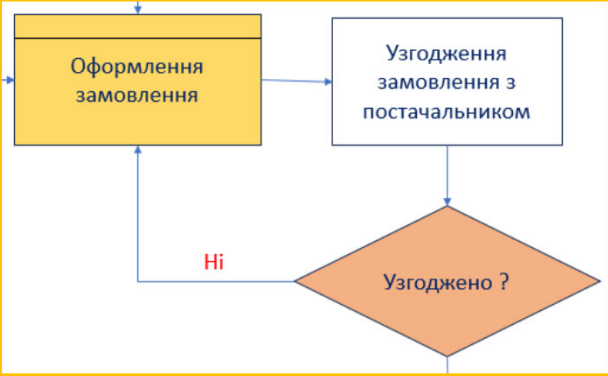 Оформлення
замовлення
Узгодження
замовлення з
постачальником
Ні
Узгоджено ?